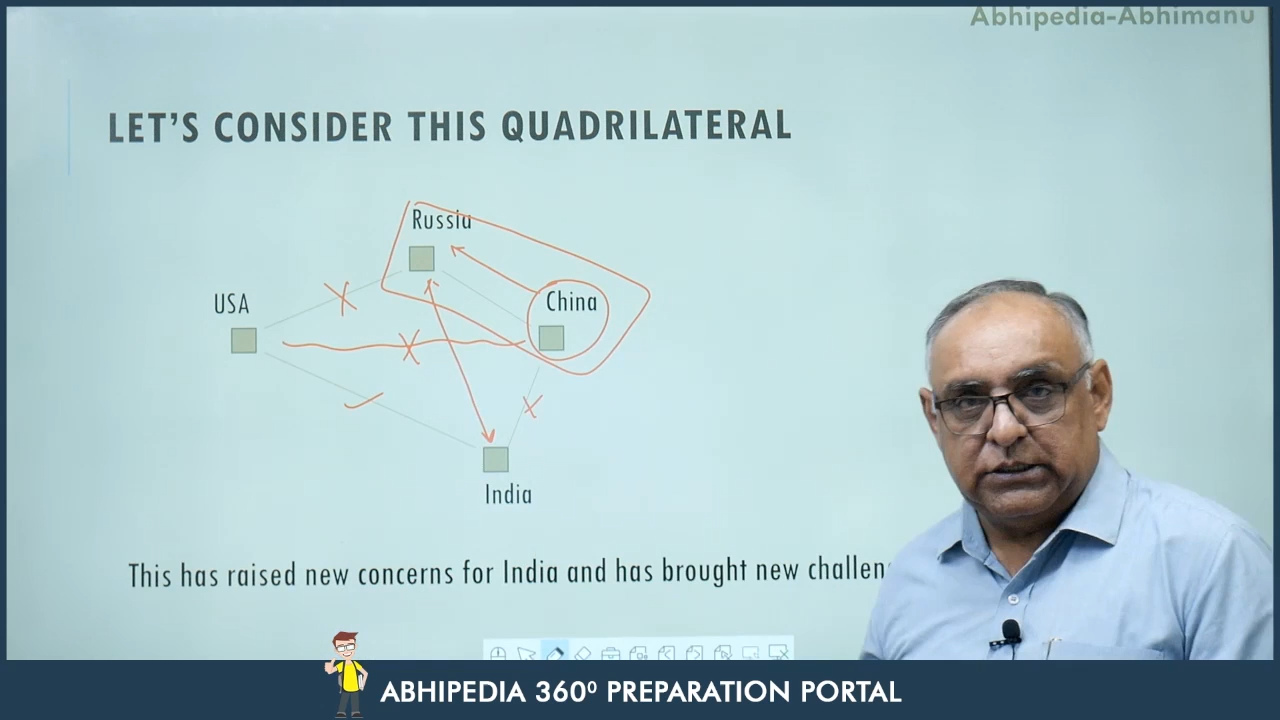 Abhipedia-Abhimanu
LET'S CONSIDER THIS QUADRILATERAL
Russia
USA
China
India
This has raised new concerns for India and has brought new
ABHIPEDIA 360⁰ PREPARATION PORTAL